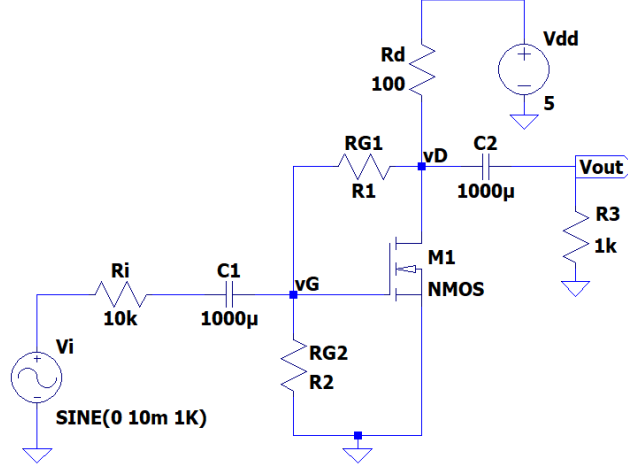 Vdd
Rd
100
5
RG1
vD
C2
R1
1000µ
Vout
R3
1k
M1
NMOS
Ri
C1
10k
1000µ
vG
Vi
RG2
R2
SINE(0 10m 1K)